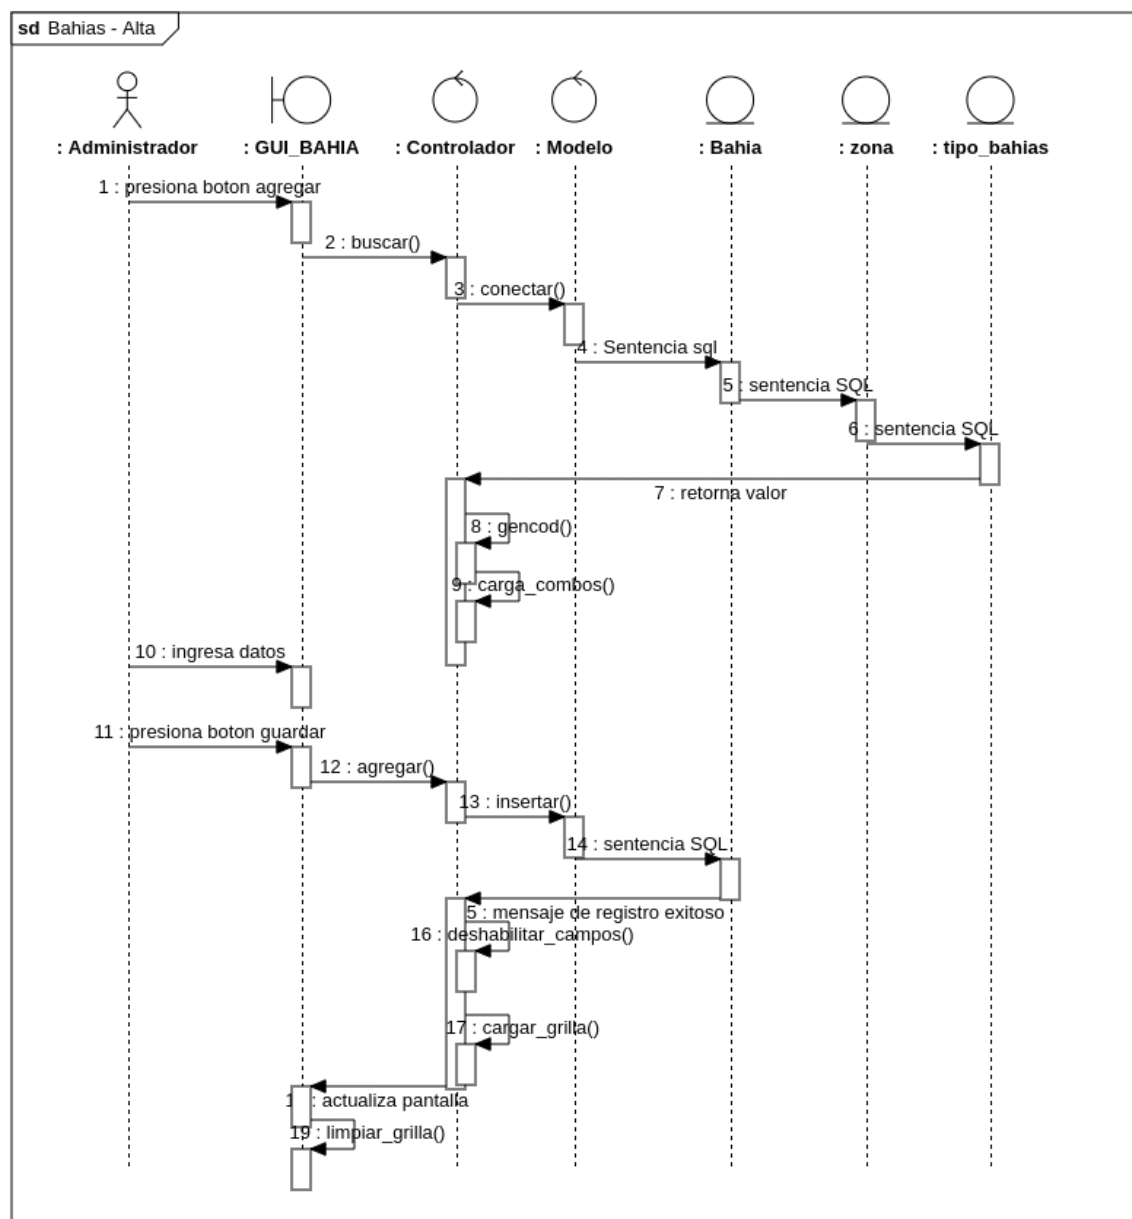 sd Bahias - Alta
: Administrador
: GUI_BAHIA
: Controlador
: Modelo
: Bahia
: zona
: tipo_bahias
1 : presiona boton agregar
2 : buscar()
3 : conectar()
4 : Sentencia sql
5 : sentencia SQL
6 : sentencia SQL
7 : retorna valor
8 : gencod()
9 : carga_combos()
10 : ingresa datos
11 : presiona boton guardar
12 : agregar()
13 : insertar()
14 : sentencia SQL
5 : mensaje de registro exitoso
16 : deshabilitar_campos()
17 : cargar_grilla()
1 : actualiza pantalla
19 : limpiar_grilla()